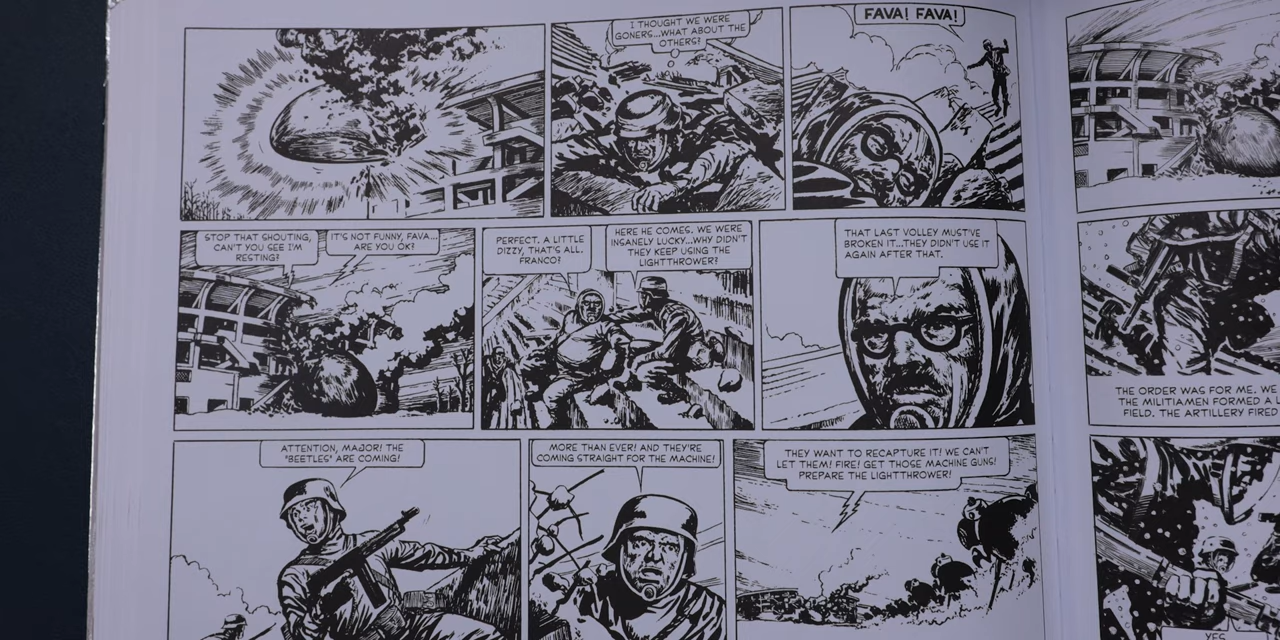 I THOUGHT WE WERE
GONERS...WHAT ABOUT THE
OTHERS?
FAVA! FAVA!
STOP THAT SHOUTING,
CAN'T YOU SEE I'M
RESTING?
IT'S NOT FUNNY, FAVA...
ARE YOU OK?
PERFECT. A LITTLE
DIZZY, THAT'S ALL.
FRANCO?
HERE HE COMES. WE WERE
INSANELY LUCKY...WHY DIDN'T
THEY KEEP USING THE
LIGHTTHROWER?
THAT LAST VOLLEY MUST'VE
BROKEN IT...THEY DIDN'T USE IT
AGAIN AFTER THAT.
ATTENTION, MAJOR! THE
"BEETLES" ARE COMING!
MORE THAN EVER! AND THEY'RE
COMING STRAIGHT FOR THE MACHINE!
THEY WANT TO RECAPTURE IT! WE CAN'T
LET THEM! FIRE! GET THOSE MACHINE GUNS!
PREPARE THE LIGHTTHROWER!
THE ORDER WAS FOR ME. WE
THE MILITIAMEN FORMED A L
FIELD. THE ARTILLERY FIRED
YES